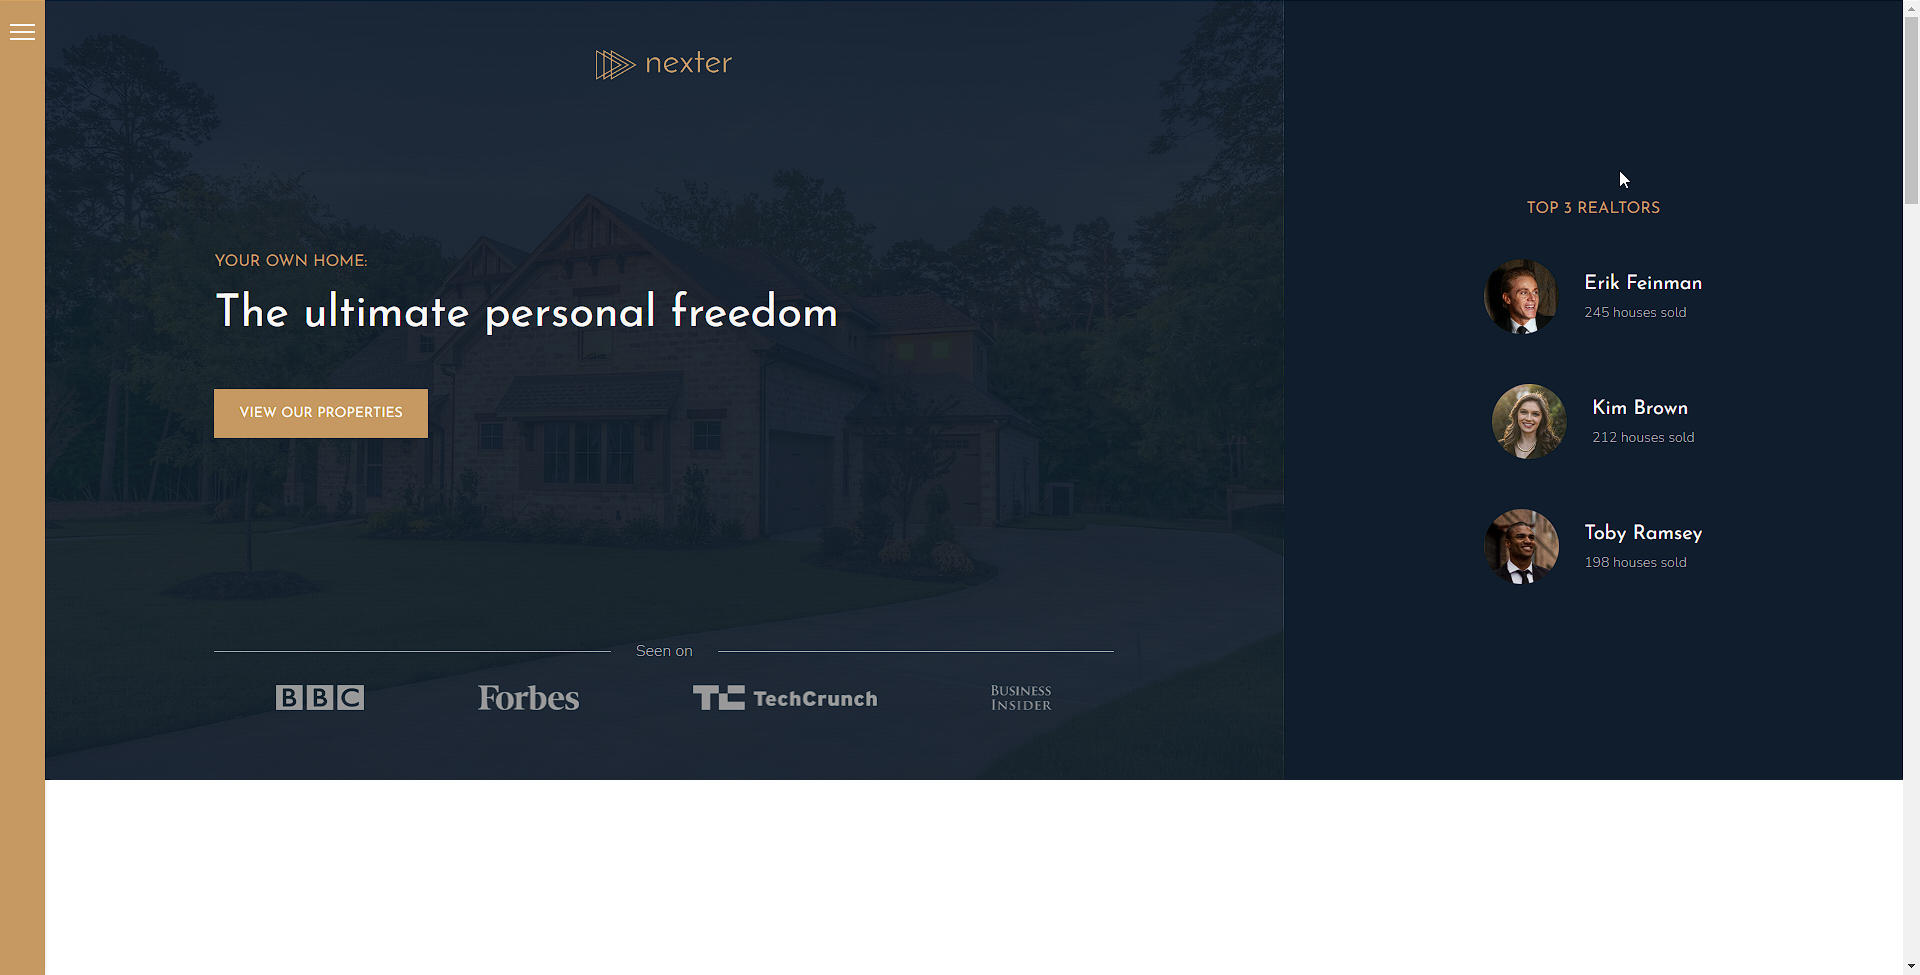 nexter
YOUR OWN HOME:
The ultimate personal freedom
VIEW OUR PROPERTIES
Seen on
BBC
Forbes
TC TechCrunch
BUSINESS
INSIDER
TOP 3 REALTORS
Erik Feinman
245 houses sold
Kim Brown
212 houses sold
Toby Ramsey
198 houses sold